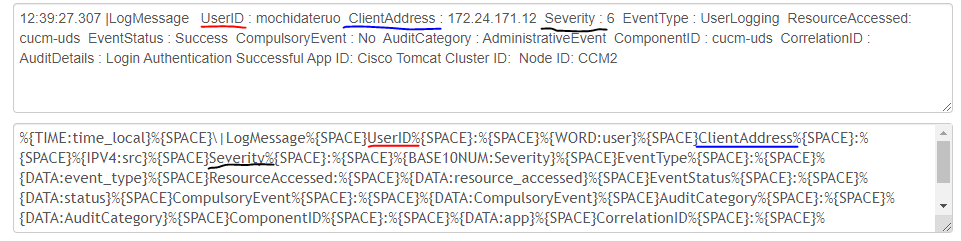 12:39:27.307 |LogMessage UserID : mochidateruo ClientAddress : 172.24.171.12 Severity : 6 EventType : UserLogging ResourceAccessed:
cucm-uds EventStatus : Success CompulsoryEvent : No AuditCategory : AdministrativeEvent ComponentID : cucm-uds CorrelationID :
AuditDetails : Login Authentication Successful App ID: Cisco Tomcat Cluster ID: Node ID: CCM2
%{TIME:time_local}%{SPACE}\|LogMessage%{SPACE}UserID%{SPACE}:%{SPACE}%{WORD:user}%{SPACE}ClientAddress%{SPACE}:%
{SPACE}%{IPV4:src}%{SPACE}Severity%{SPACE}:%{SPACE}%{BASE10NUM:Severity}%{SPACE}EventType%{SPACE}:%{SPACE}%
{DATA:event_type}%{SPACE}ResourceAccessed:%{SPACE}%{DATA:resource_accessed}%{SPACE}EventStatus%{SPACE}:%{SPACE}%
{DATA:status}%{SPACE}CompulsoryEvent%{SPACE}:%{SPACE}%{DATA:CompulsoryEvent}%{SPACE}AuditCategory%{SPACE}:%{SPACE}%
{DATA:AuditCategory}%{SPACE}ComponentID%{SPACE}:%{SPACE}%{DATA:app}%{SPACE}CorrelationID%{SPACE}:%{SPACE}%